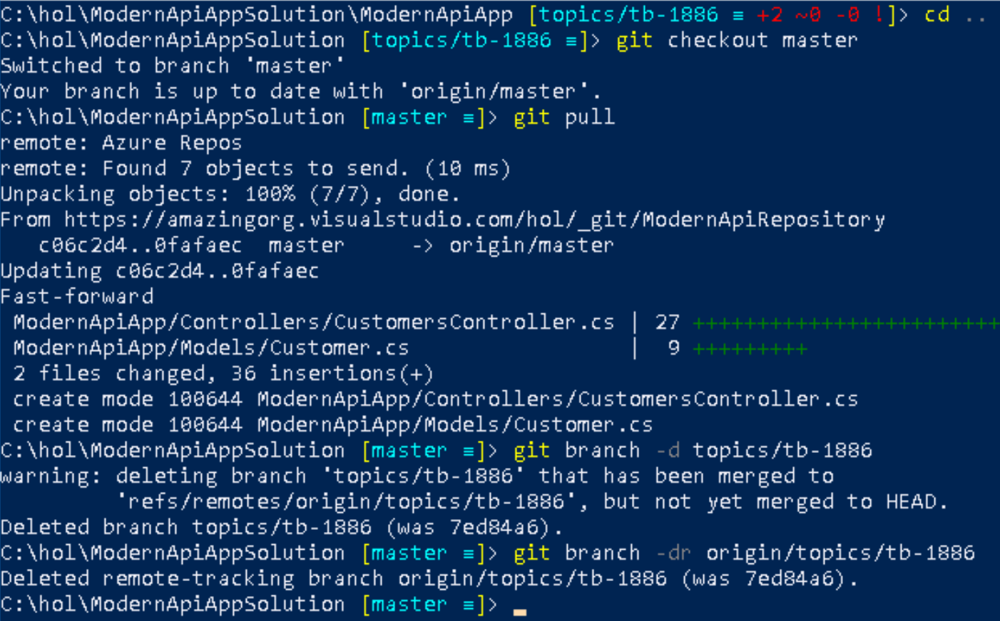 C:\hol\ModernApiAppSolution\ModernApiApp [topics/tb-1886 ≡ +2 ~0 -0 !]> cd ..
C:\hol\ModernApiAppSolution [topics/tb-1886 ≡]> git checkout master
Switched to branch 'master'
Your branch is up to date with 'origin/master'.
C:\hol\ModernApiAppSolution [master ≡]> git pull
remote: Azure Repos
remote: Found 7 objects to send. (10 ms)
Unpacking objects: 100% (7/7), done.
From https://amazingorg.visualstudio.com/hol/_git/ModernApiRepository
   c06c2d4..0fafaec  master     -> origin/master
Updating c06c2d4..0fafaec
Fast-forward
 ModernApiApp/Controllers/CustomersController.cs | 27 ++++++++++++++++++++++++
 ModernApiApp/Models/Customer.cs                 |  9 +++++++++
 2 files changed, 36 insertions(+)
 create mode 100644 ModernApiApp/Controllers/CustomersController.cs
 create mode 100644 ModernApiApp/Models/Customer.cs
C:\hol\ModernApiAppSolution [master ≡]> git branch -d topics/tb-1886
warning: deleting branch 'topics/tb-1886' that has been merged to
         'refs/remotes/origin/topics/tb-1886', but not yet merged to HEAD.
Deleted branch topics/tb-1886 (was 7ed84a6).
C:\hol\ModernApiAppSolution [master ≡]> git branch -dr origin/topics/tb-1886
Deleted remote-tracking branch origin/topics/tb-1886 (was 7ed84a6).
C:\hol\ModernApiAppSolution [master ≡]> _